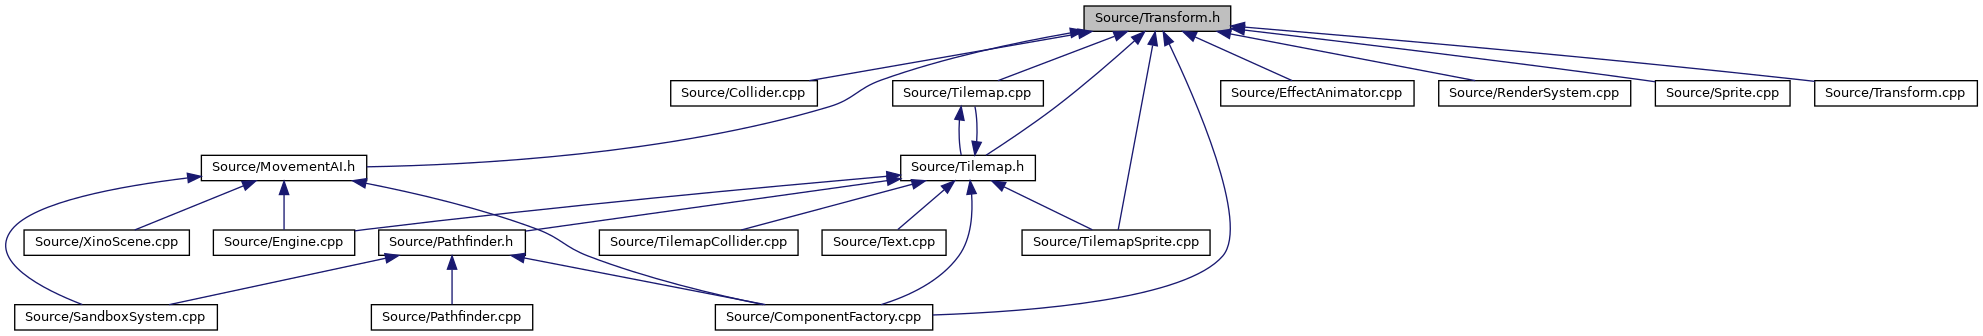 Source/Transform.h
Source/Collider.cpp
Source/Tilemap.cpp
Source/EffectAnimator.cpp
Source/RenderSystem.cpp
Source/Sprite.cpp
Source/Transform.cpp
Source/MovementAI.h
Source/Tilemap.h
Source/XinoScene.cpp
Source/Engine.cpp
Source/Pathfinder.h
Source/TilemapCollider.cpp
Source/Text.cpp
Source/TilemapSprite.cpp
Source/SandboxSystem.cpp
Source/Pathfinder.cpp
Source/ComponentFactory.cpp